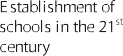 Establishment of
schools in the 21st
century